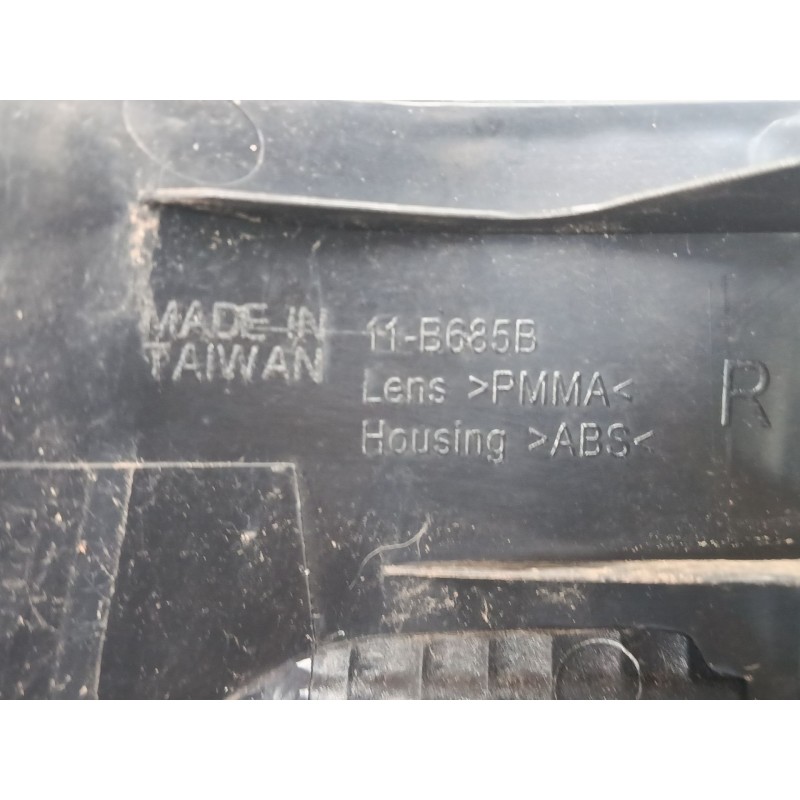 MADE IN
TAIWAN
11-B685B
Lens >PMMA<
Housing >ABS<
R